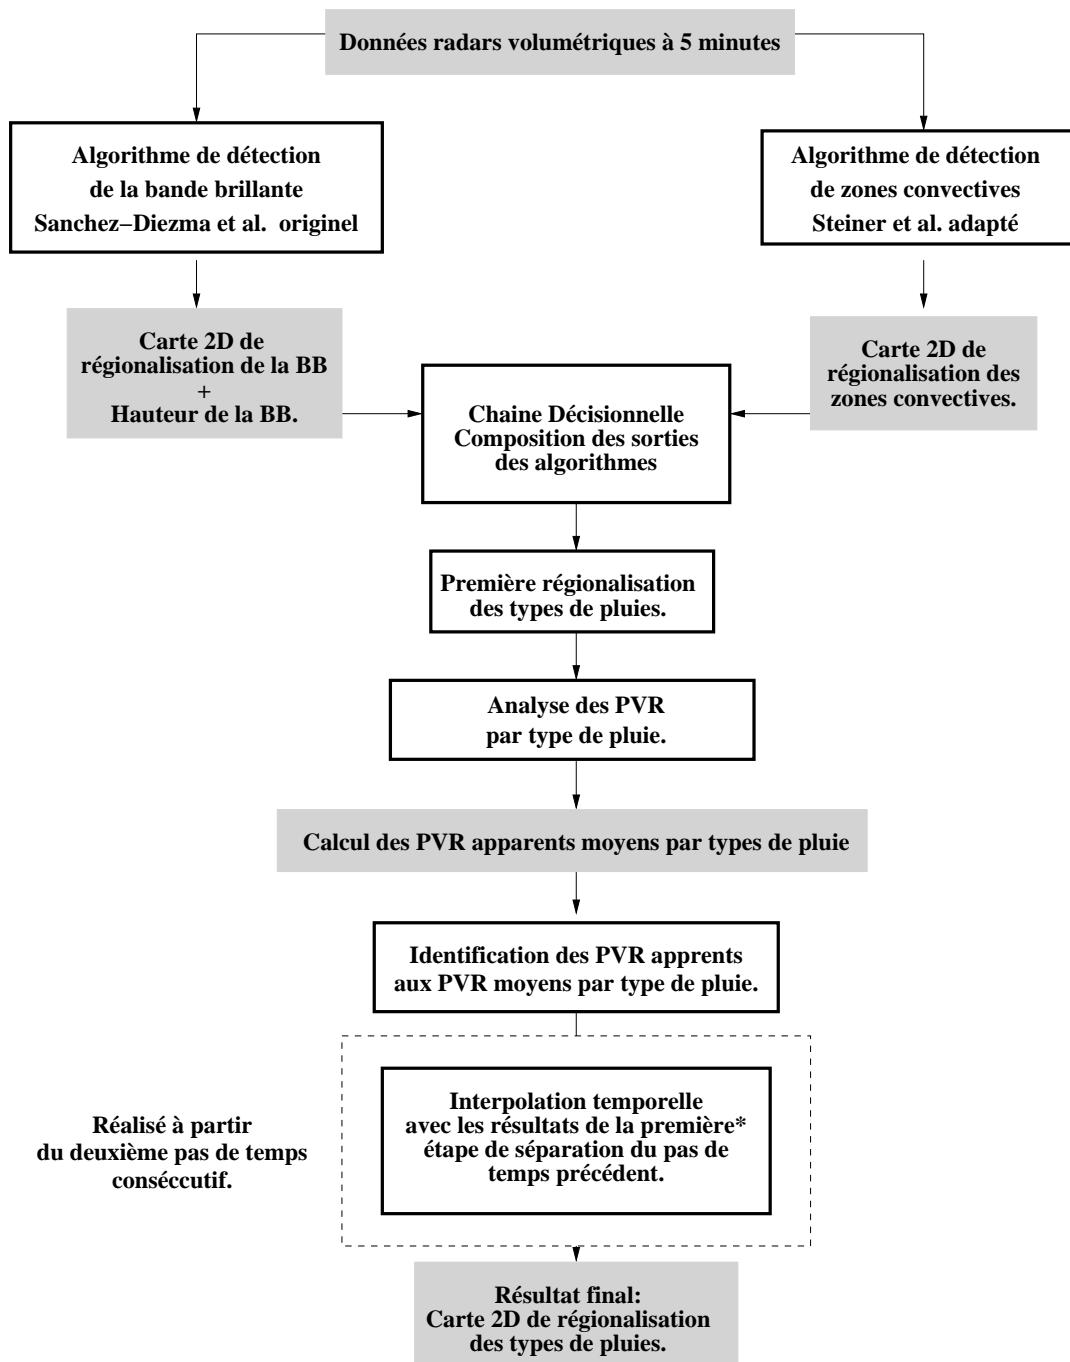 Données radars volumétriques à 5 minutes
Algorithme de détection
de la bande brillante
Sanchez−Diezma et al. originel
Algorithme de détection
de zones convectives
Steiner et al. adapté
Carte 2D de
régionalisation de la BB
+
Hauteur de la BB.
Carte 2D de
régionalisation des
zones convectives.
Chaine Décisionnelle
Composition des sorties
des algorithmes
Première régionalisation
des types de pluies.
Analyse des PVR
par type de pluie.
Calcul des PVR apparents moyens par types de pluie
Identification des PVR apprents
aux PVR moyens par type de pluie.
Interpolation temporelle
avec les résultats de la première*
étape de séparation du pas de
temps précédent.
Réalisé à partir
du deuxième pas de temps
conséccutif.
Résultat final:
Carte 2D de régionalisation
des types de pluies.